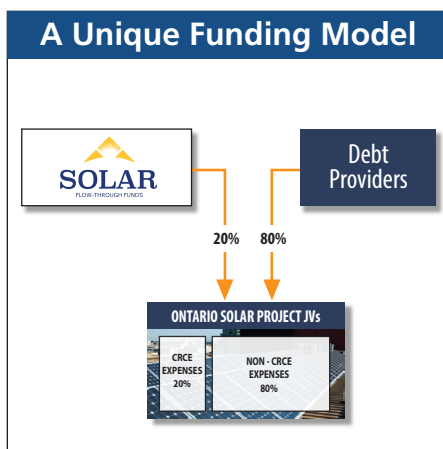 A Unique Funding Model
SOLAR
FLOW-THROUGH FUNDS
Debt
Providers
20%
80%
ONTARIO SOLAR PROJECT JVs
CRCE
EXPENSES
20%
NON - CRCE
EXPENSES
80%